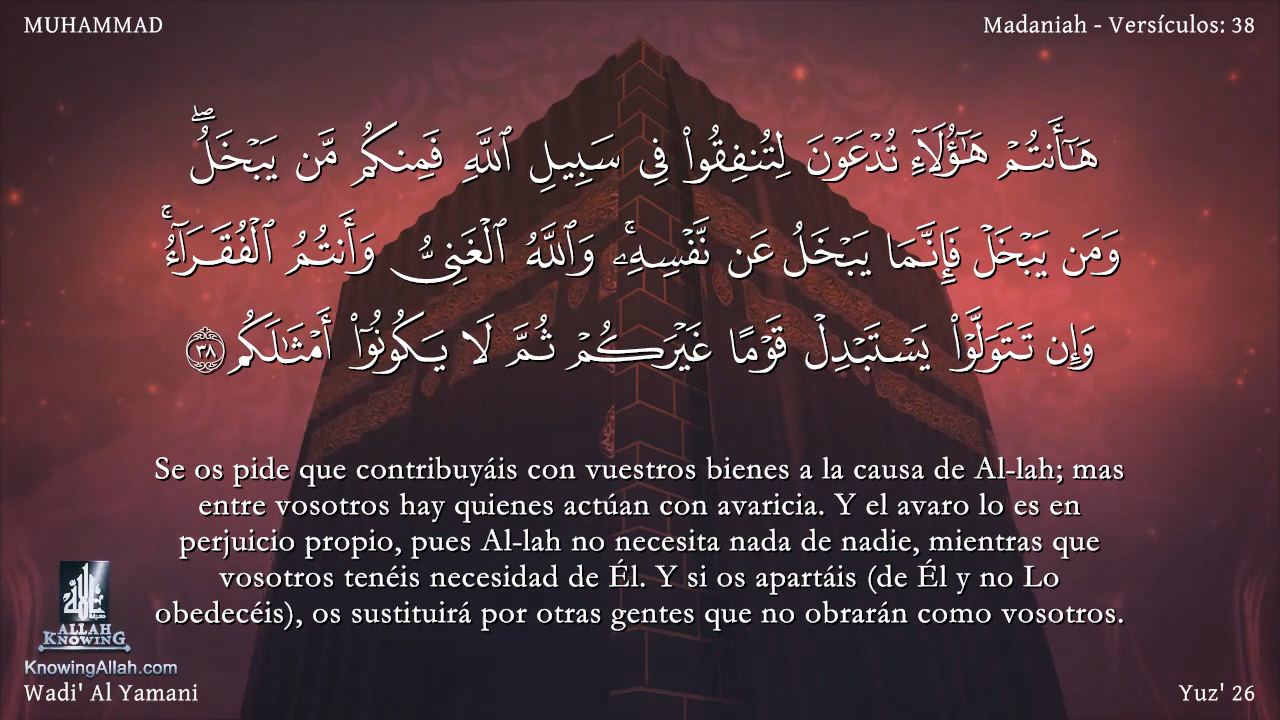 MUHAMMAD
Madaniah - Versículos: 38
هَـٰٓأَنتُمۡ هَـٰٓؤُلَآءِ تُدۡعَوۡنَ لِتُنفِقُواْ فِي سَبِيلِ ٱللَّهِ فَمِنكُم مَّن يَبۡخَلُۖ
وَمَن يَبۡخَلۡ فَإِنَّمَا يَبۡخَلُ عَن نَّفۡسِهِۦۚ وَٱللَّهُ ٱلۡغَنِيُّ وَأَنتُمُ ٱلۡفُقَرَآءُۚ
وَإِن تَتَوَلَّوۡاْ يَسۡتَبۡدِلۡ قَوۡمًا غَيۡرَكُمۡ ثُمَّ لَا يَكُونُوٓاْ أَمۡثَـٰلَكُم ٣٨
Se os pide que contribuyáis con vuestros bienes a la causa de Al-lah; mas
entre vosotros hay quienes actúan con avaricia. Y el avaro lo es en
perjuicio propio, pues Al-lah no necesita nada de nadie, mientras que
vosotros tenéis necesidad de Él. Y si os apartáis (de Él y no Lo
obedecéis), os sustituirá por otras gentes que no obrarán como vosotros.
ALLAH
KNOWING
KnowingAllah.com
Wadi' Al Yamani
Yuz' 26